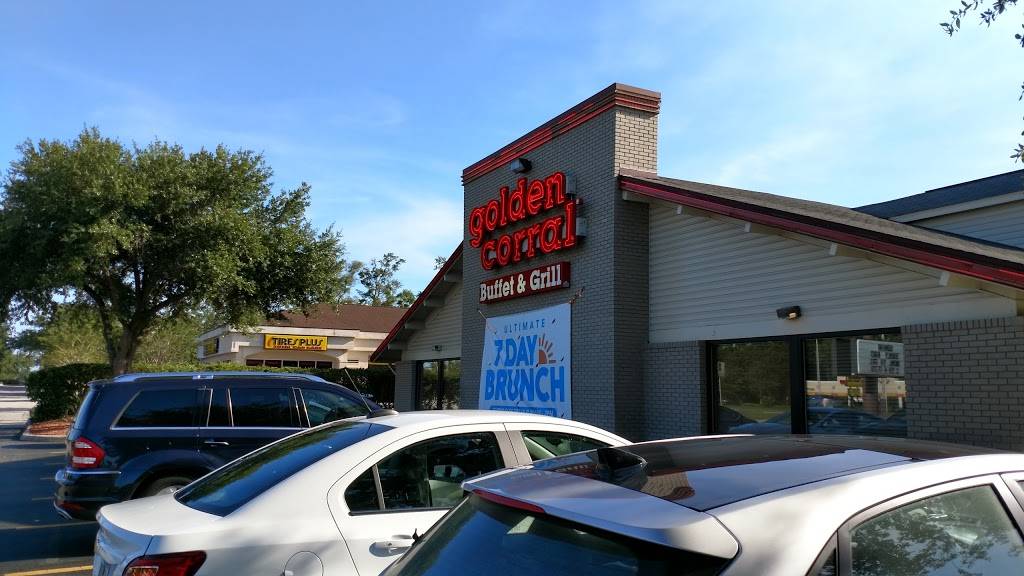 golden
corral
Buffet & Grill
ULTIMATE
7 DAY
BRUNCH
TIRES PLUS